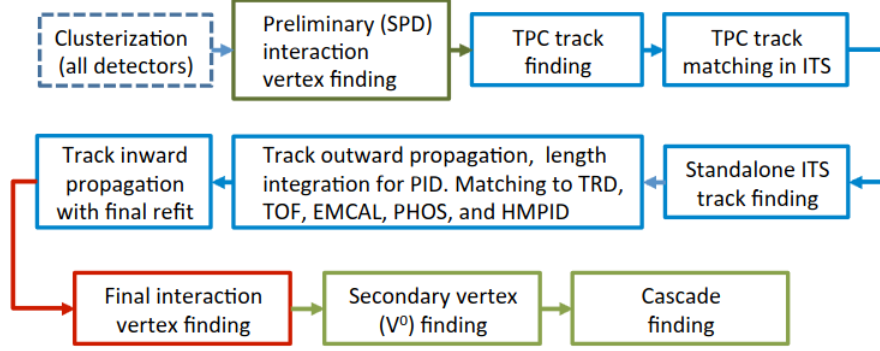 Clusterization
(all detectors)
Preliminary (SPD)
interaction
vertex finding
TPC track
finding
TPC track
matching in ITS
Track inward
propagation
with final refit
Track outward propagation, length
integration for PID. Matching to TRD,
TOF, EMCAL, PHOS, and HMPID
Standalone ITS
track finding
Final interaction
vertex finding
Secondary vertex
(V⁰) finding
Cascade
finding